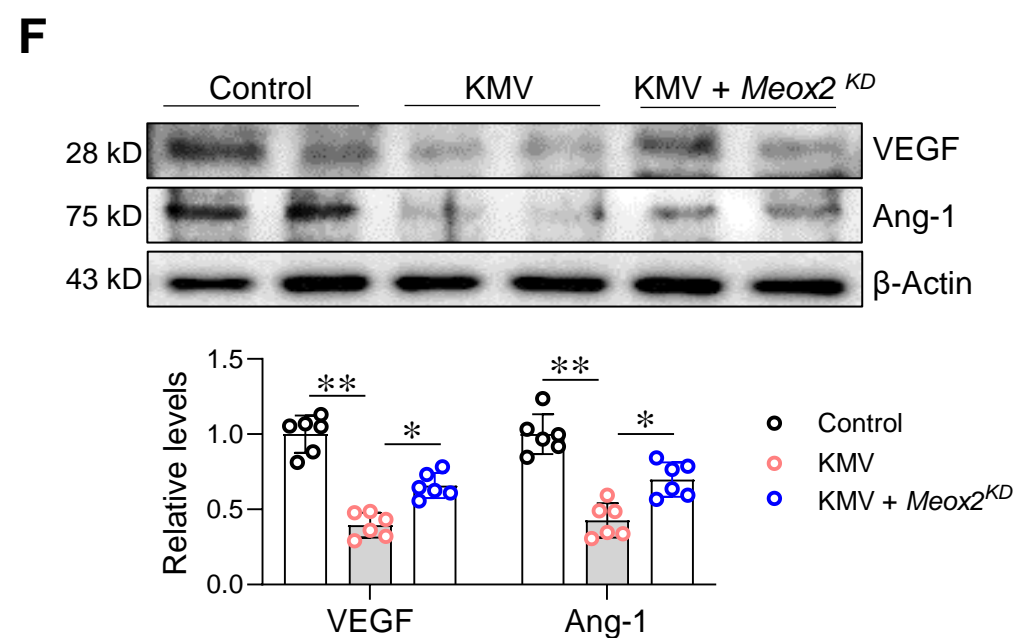 F
Control KMV KMV + Meox2 KD
28 kD VEGF
75 kD Ang-1
43 kD β-Actin
1.5
1.0
0.5
0.0
Relative levels
** * ** *
VEGF Ang-1
Control
KMV
KMV + Meox2KD